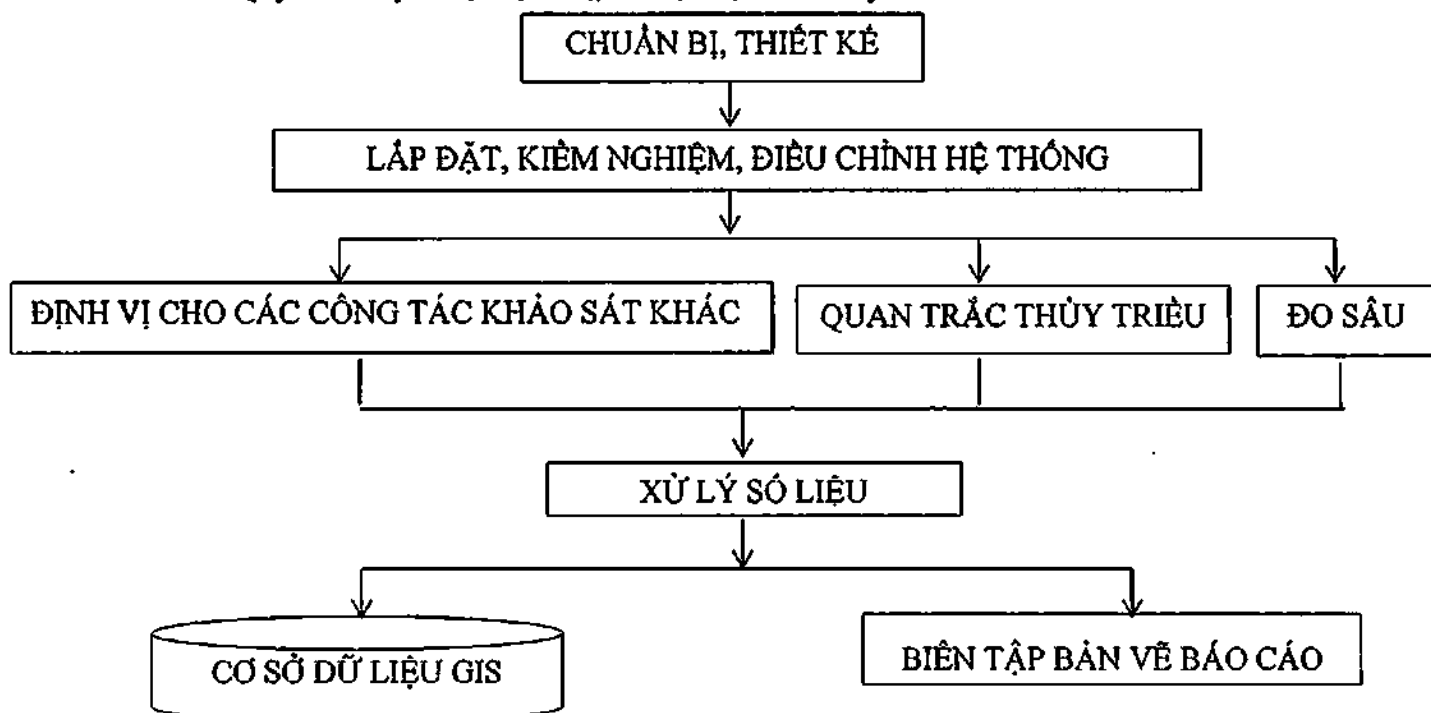 CHUẨN BỊ, THIẾT KẾ
LẮP ĐẶT, KIỂM NGHIỆM, ĐIỀU CHỈNH HỆ THỐNG
ĐỊNH VỊ CHO CÁC CÔNG TÁC KHẢO SÁT KHÁC
QUAN TRẮC THỦY TRIỀU
ĐO SÂU
XỬ LÝ SỐ LIỆU
CƠ SỞ DỮ LIỆU GIS
BIÊN TẬP BẢN VẼ BÁO CÁO